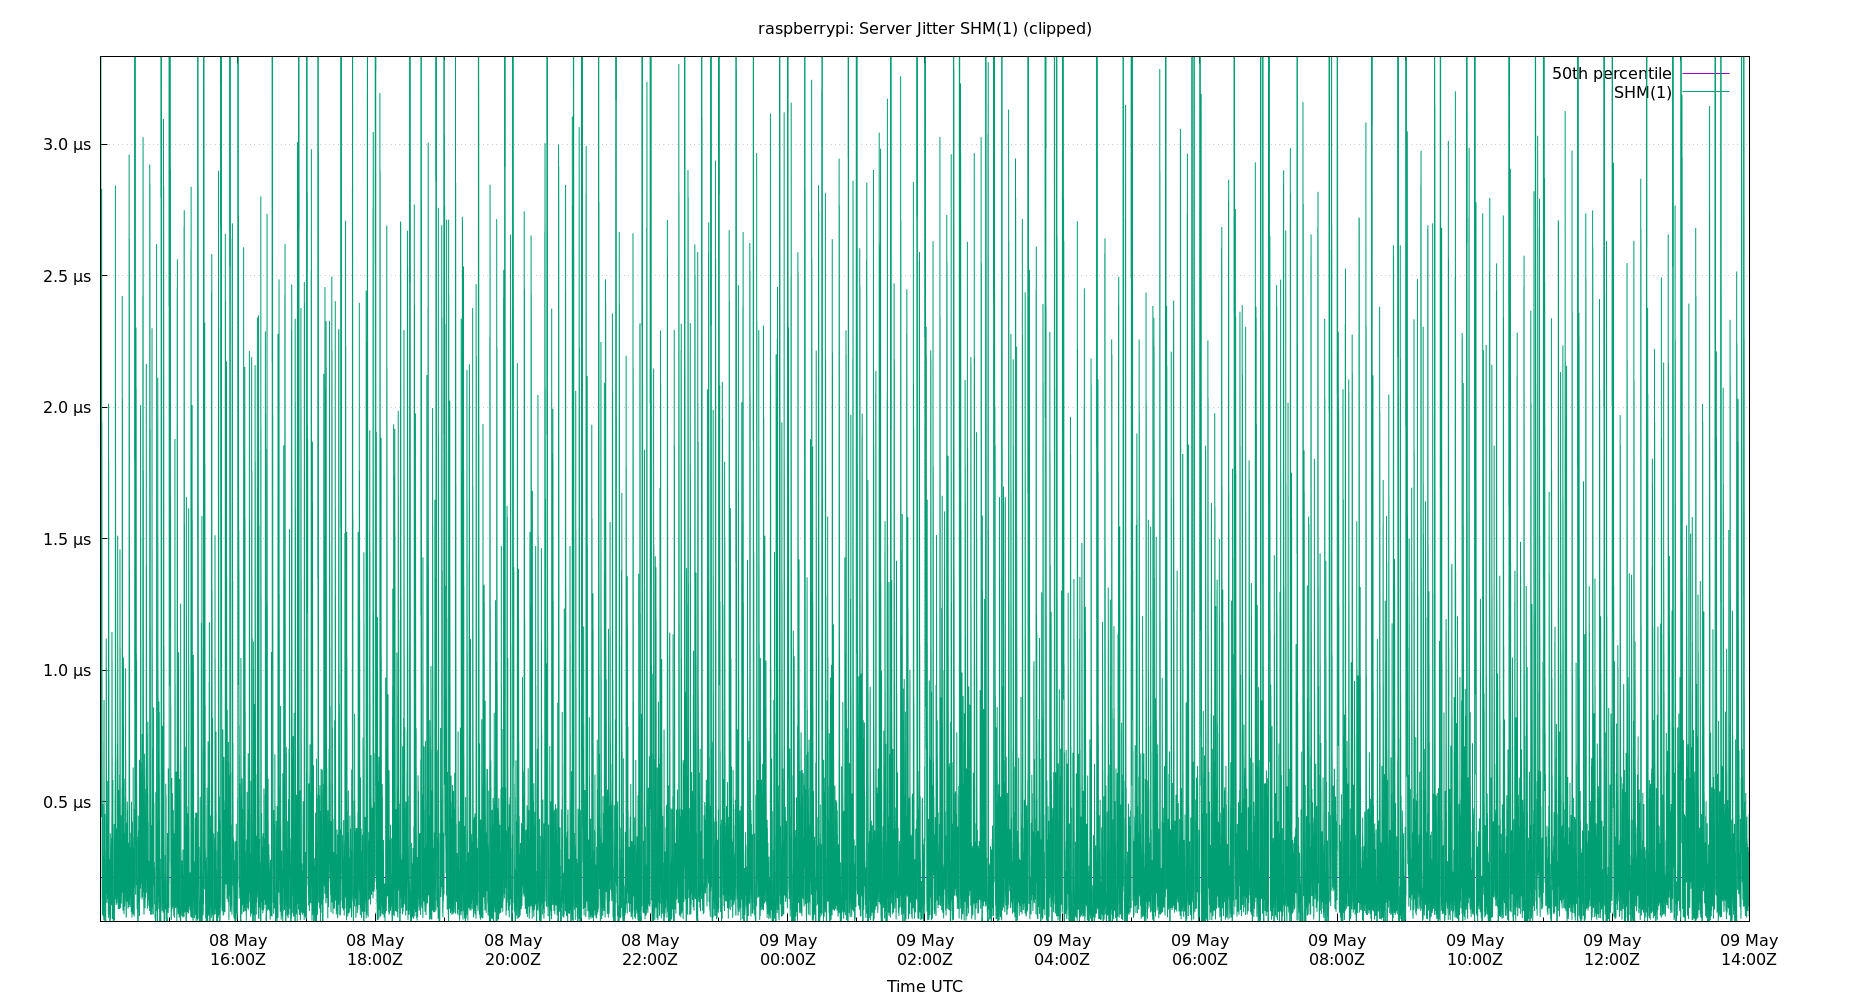 raspberrypi: Server Jitter SHM(1) (clipped)
50th percentile
SHM(1)
3.0 µs
2.5 µs
2.0 µs
1.5 µs
1.0 µs
0.5 µs
08 May 08 May 08 May 08 May 09 May 09 May 09 May 09 May 09 May 09 May 09 May 09 May
16:00Z 18:00Z 20:00Z 22:00Z 00:00Z 02:00Z 04:00Z 06:00Z 08:00Z 10:00Z 12:00Z 14:00Z
Time UTC